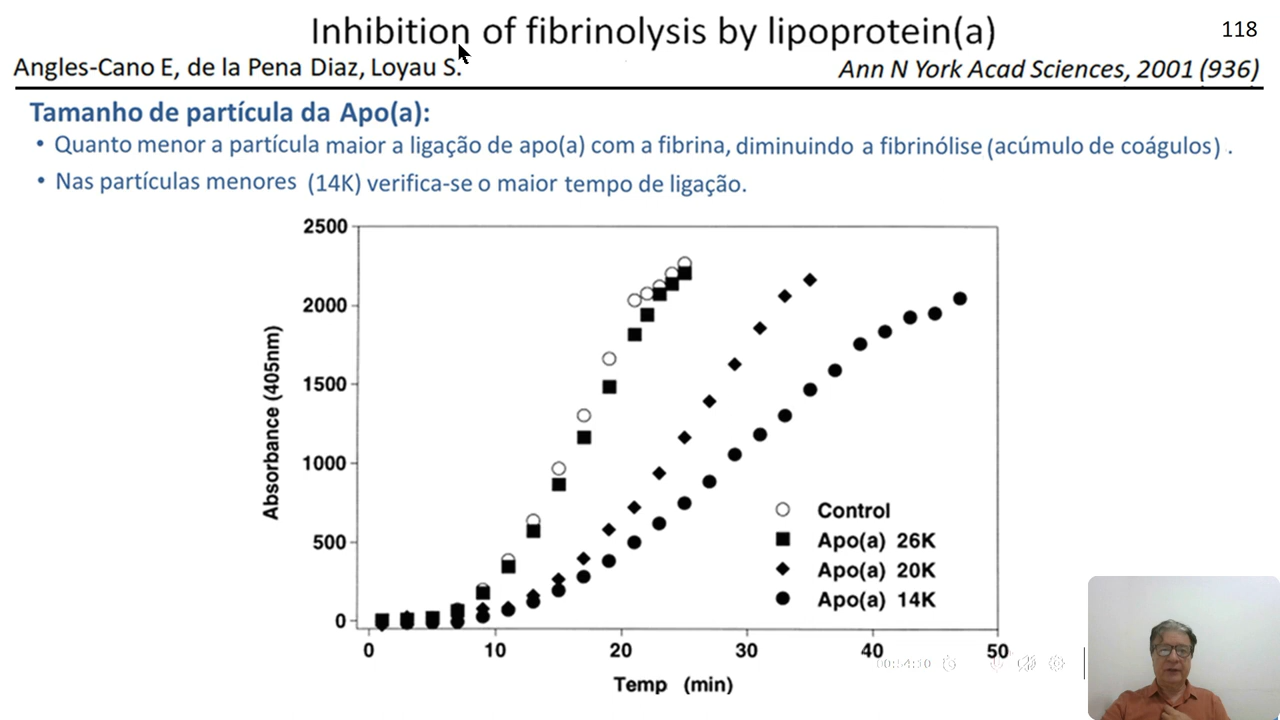 Inhibition of fibrinolysis by lipoprotein(a)
118
Angles-Cano E, de la Pena Diaz, Loyau S.
Ann N York Acad Sciences, 2001 (936)
Tamanho de partícula da Apo(a):
• Quanto menor a partícula maior a ligação de apo(a) com a fibrina, diminuindo a fibrinólise (acúmulo de coágulos) .
• Nas partículas menores (14K) verifica-se o maior tempo de ligação.
2500
2000
1500
1000
500
0
Absorbance (405nm)
Control
Apo(a) 26K
Apo(a) 20K
Apo(a) 14K
0 10 20 30 40 50
Temp (min)